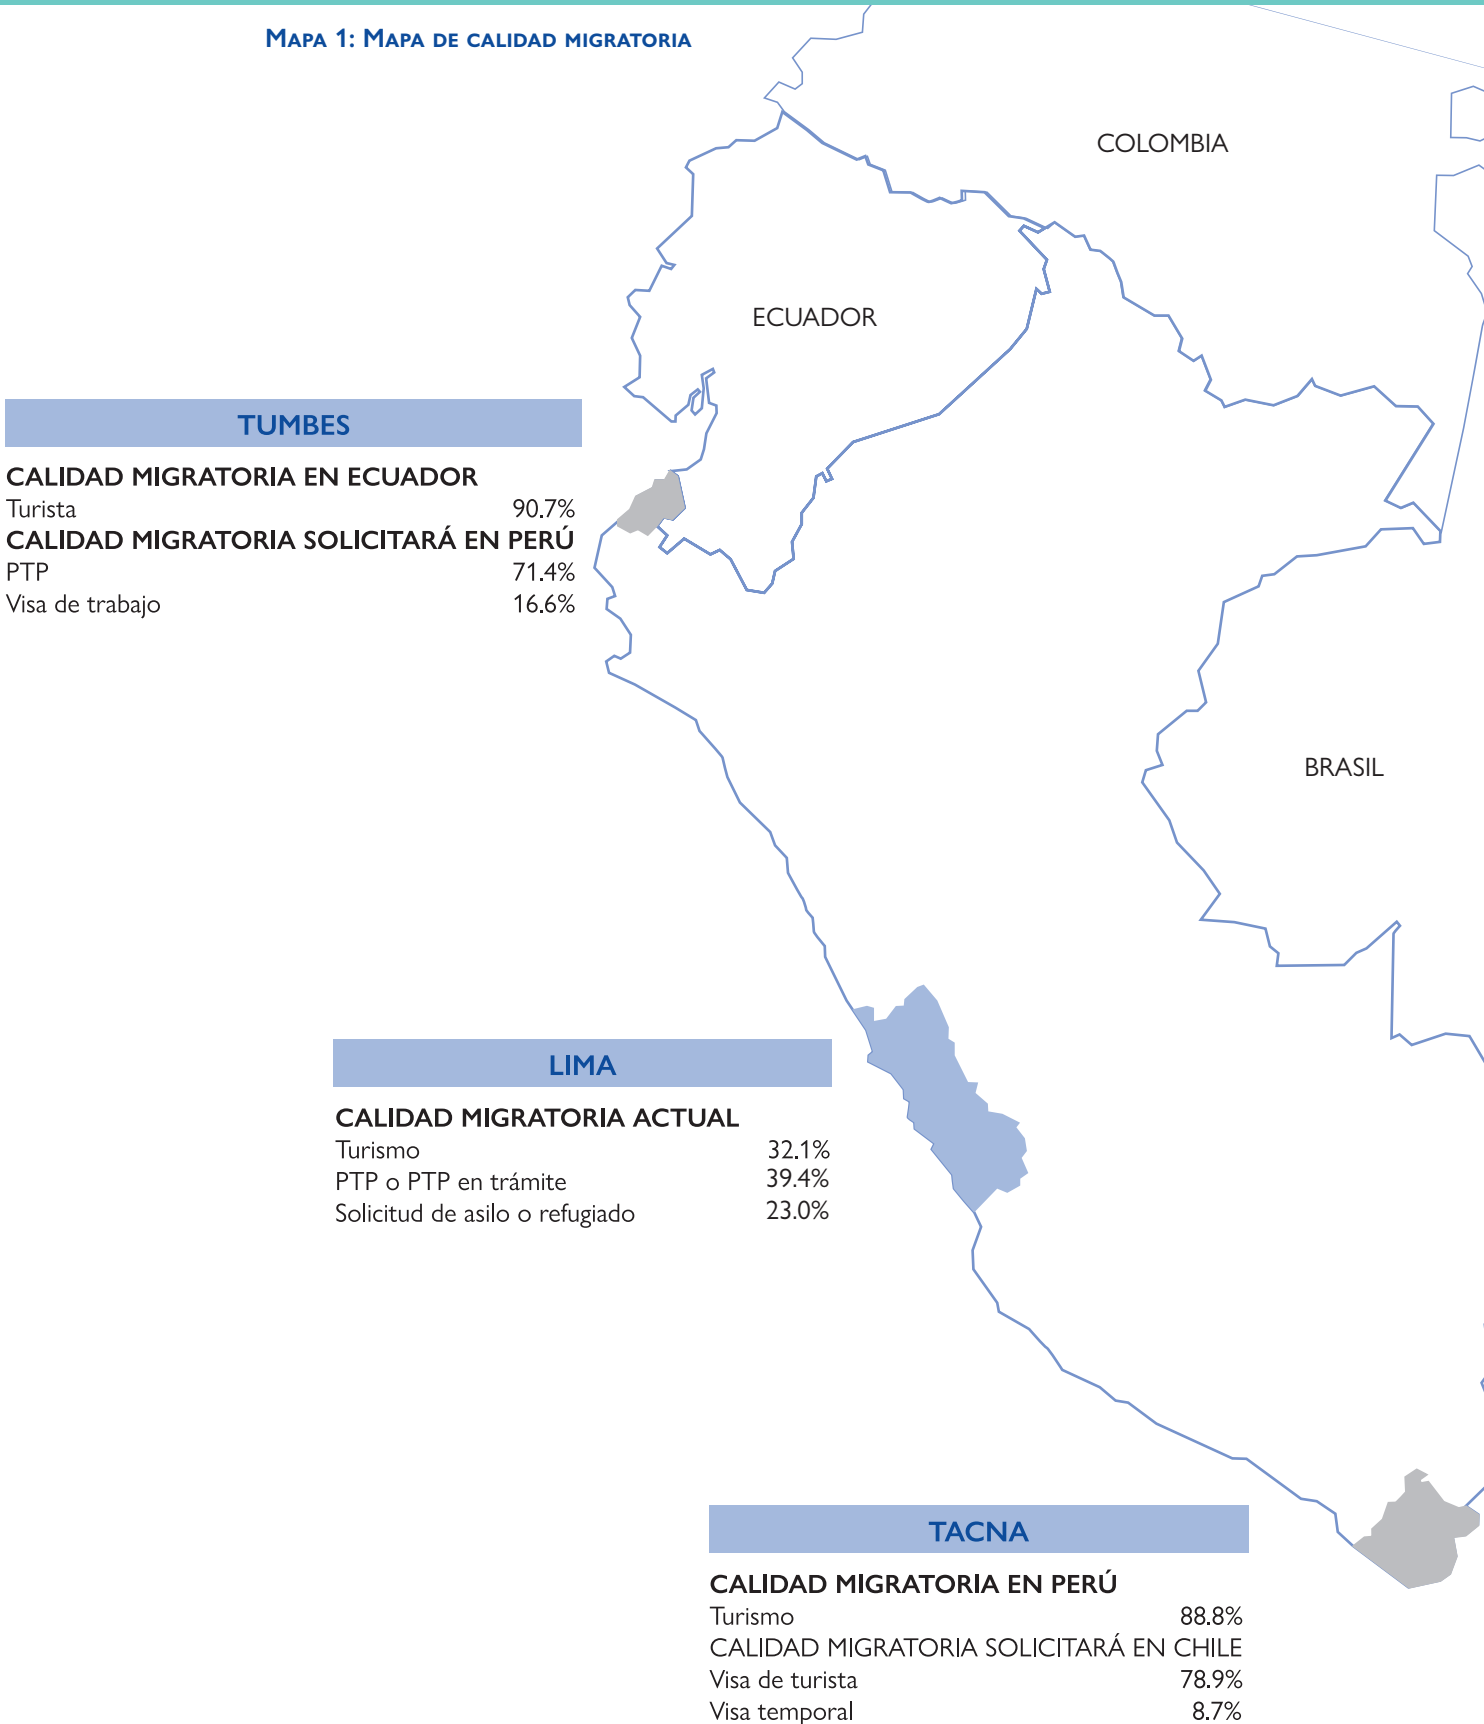 MAPA 1: MAPA DE CALIDAD MIGRATORIA
COLOMBIA
ECUADOR
TUMBES
CALIDAD MIGRATORIA EN ECUADOR
Turista 90.7%
CALIDAD MIGRATORIA SOLICITARÁ EN PERÚ
PTP 71.4%
Visa de trabajo 16.6%
BRASIL
LIMA
CALIDAD MIGRATORIA ACTUAL
Turismo 32.1%
PTP o PTP en trámite 39.4%
Solicitud de asilo o refugiado 23.0%
TACNA
CALIDAD MIGRATORIA EN PERÚ
Turismo 88.8%
CALIDAD MIGRATORIA SOLICITARÁ EN CHILE
Visa de turista 78.9%
Visa temporal 8.7%